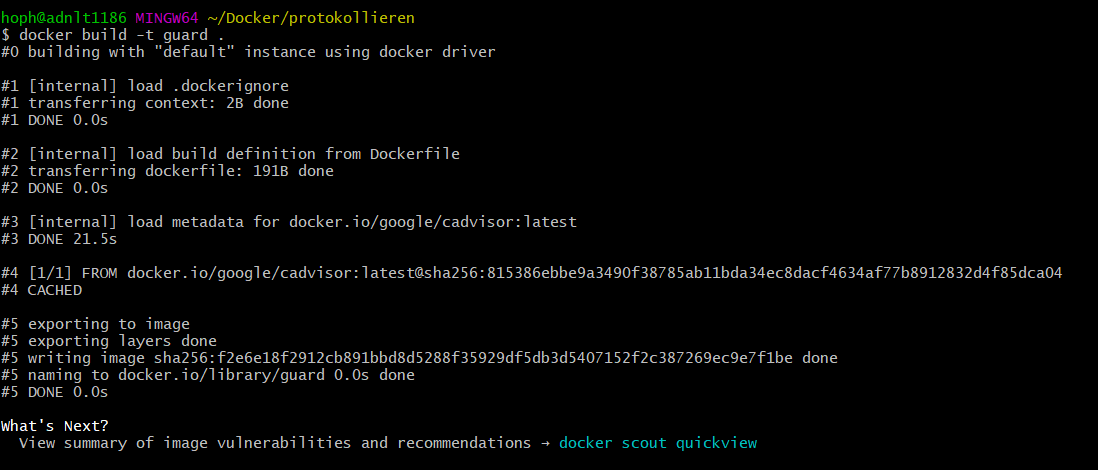 hoph@adnlt1186 MINGW64 ~/Docker/protokollieren
$ docker build -t guard .
#0 building with "default" instance using docker driver
#1 [internal] load .dockerignore
#1 transferring context: 2B done
#1 DONE 0.0s
#2 [internal] load build definition from Dockerfile
#2 transferring dockerfile: 191B done
#2 DONE 0.0s
#3 [internal] load metadata for docker.io/google/cadvisor:latest
#3 DONE 21.5s
#4 [1/1] FROM docker.io/google/cadvisor:latest@sha256:815386ebbe9a3490f38785ab11bda34ec8dacf4634af77b8912832d4f85dca04
#4 CACHED
#5 exporting to image
#5 exporting layers done
#5 writing image sha256:f2e6e18f2912cb891bbd8d5288f35929df5db3d5407152f2c387269ec9e7f1be done
#5 naming to docker.io/library/guard 0.0s done
#5 DONE 0.0s
What's Next?
View summary of image vulnerabilities and recommendations → docker scout quickview